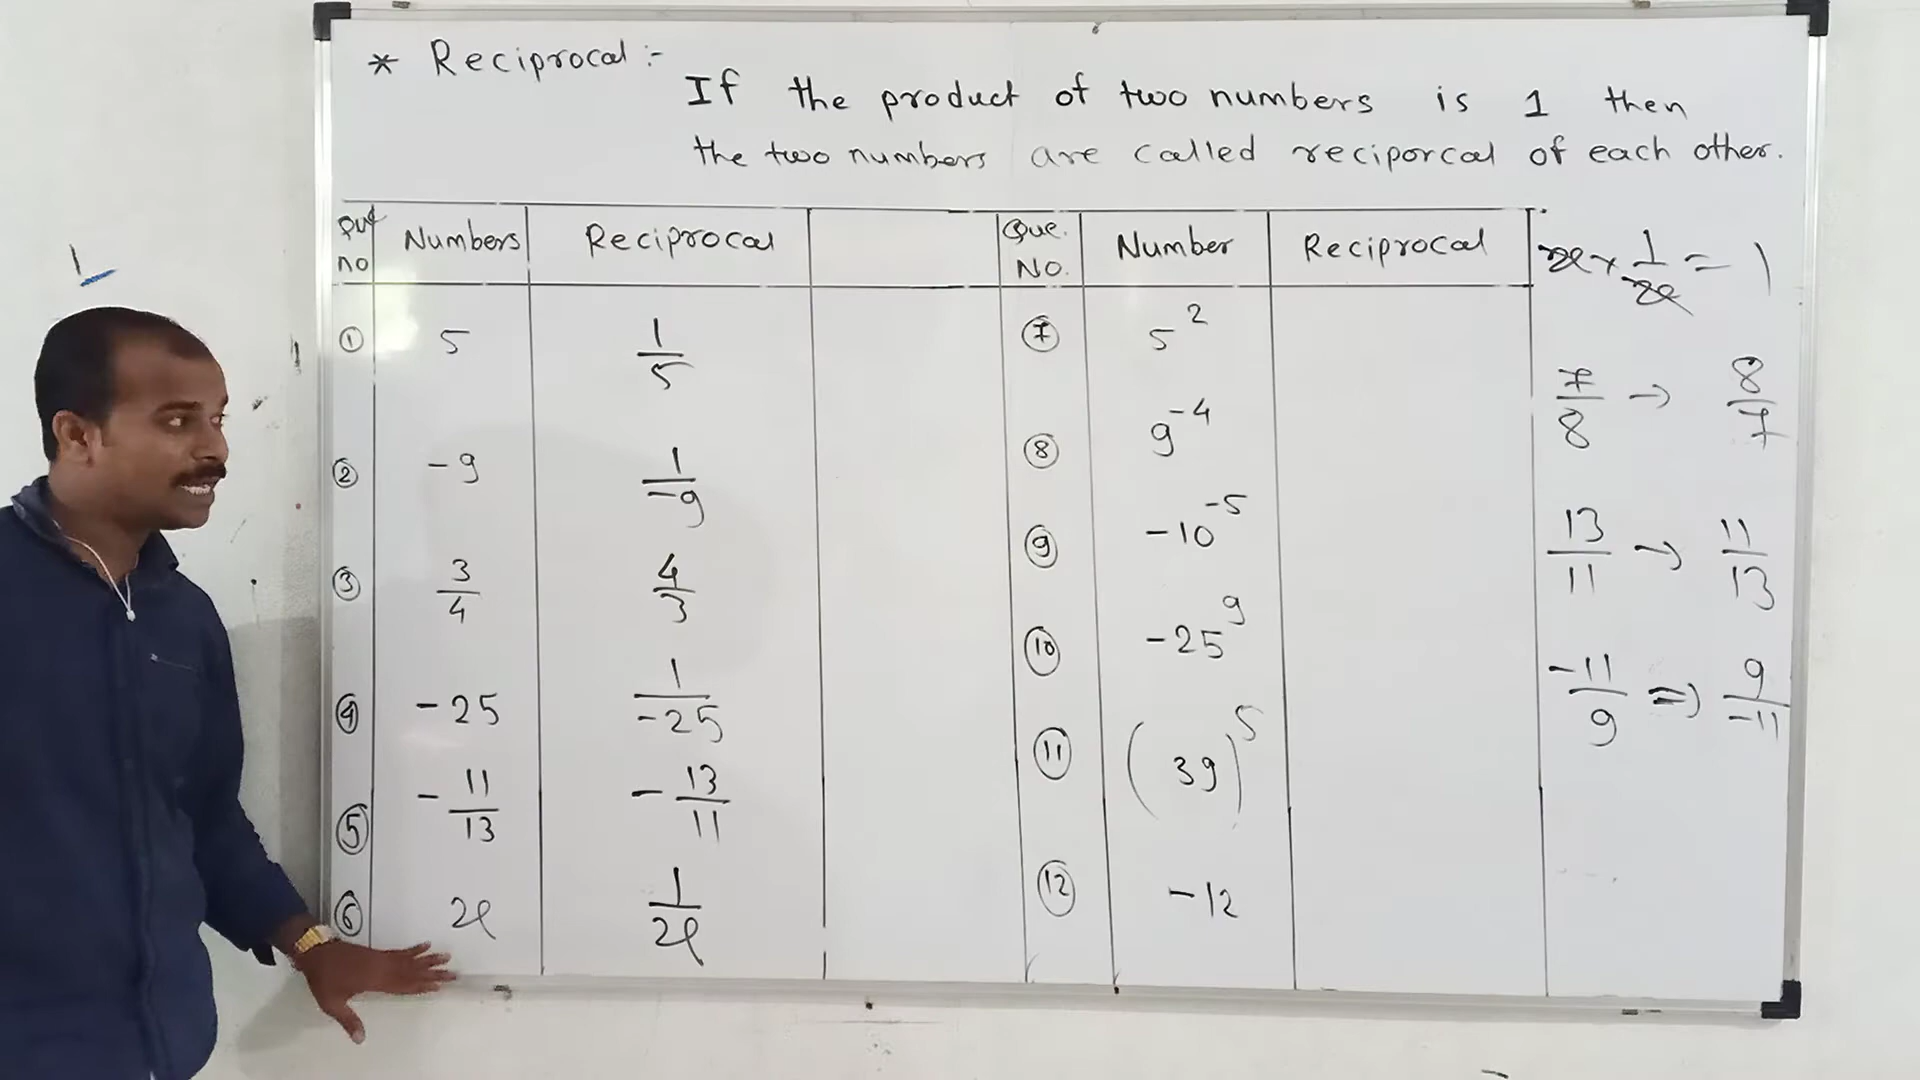 * Reciprocal :-
If the product of two numbers is 1 then
the two numbers are called reciporcal of each other.
no Numbers Reciprocal
① 5 1/5
② -9 1/-9
③ 3/4 4/3
④ -25 1/-25
⑤ -11/13 -13/11
⑥ x 1/x
Que. No. Number Reciprocal
⑦ 5²
⑧ 9⁻⁴
⑨ -10⁻⁵
⑩ -25⁹
⑪ (39)⁵
⑫ -12
x × 1/x = 1
7/8 → 8/7
13/11 → 11/13
-11/9 ⇒ 9/-11